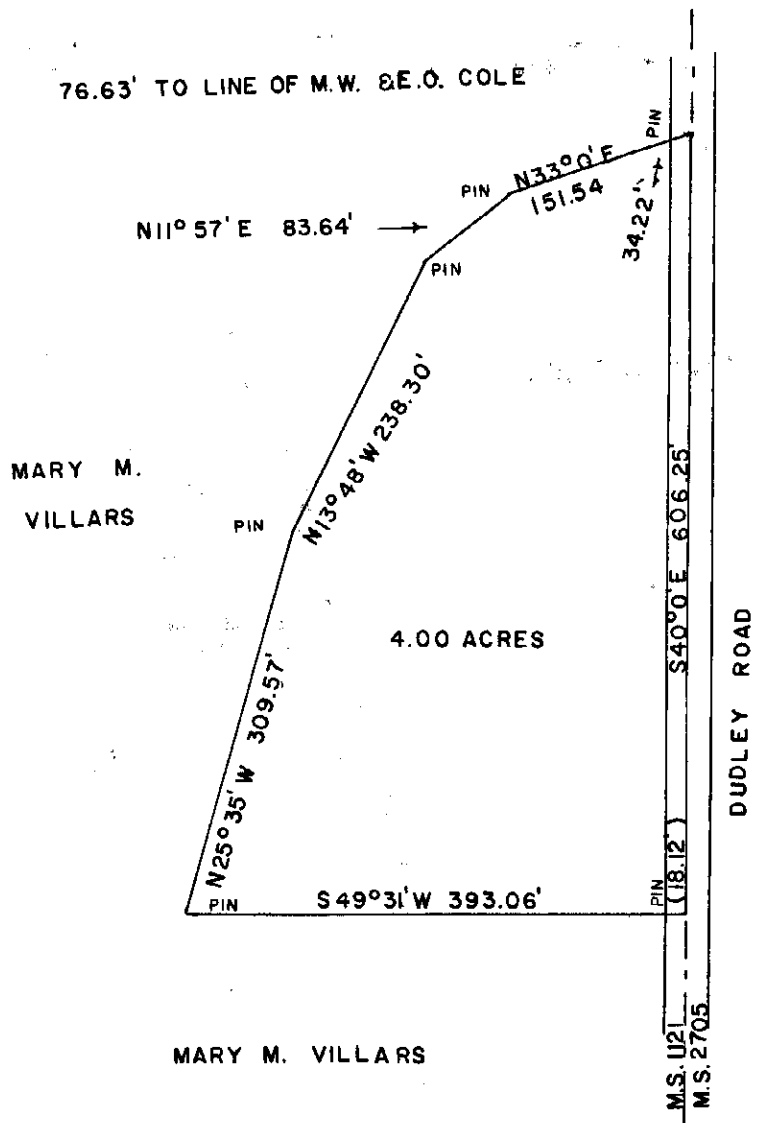 76.63' TO LINE OF M.W. &E.O. COLE
PIN
N33°0'E
151.54
PIN
34.22'
N11°57'E 83.64'
PIN
N13°48'W 238.30'
MARY M.
VILLARS
PIN
S40°0'E 606.25'
4.00 ACRES
DUDLEY ROAD
N25°35'W 309.57'
(18.12')
PIN
S49°31'W 393.06'
PIN
MARY M. VILLARS
M.S. 1121
M.S. 2705